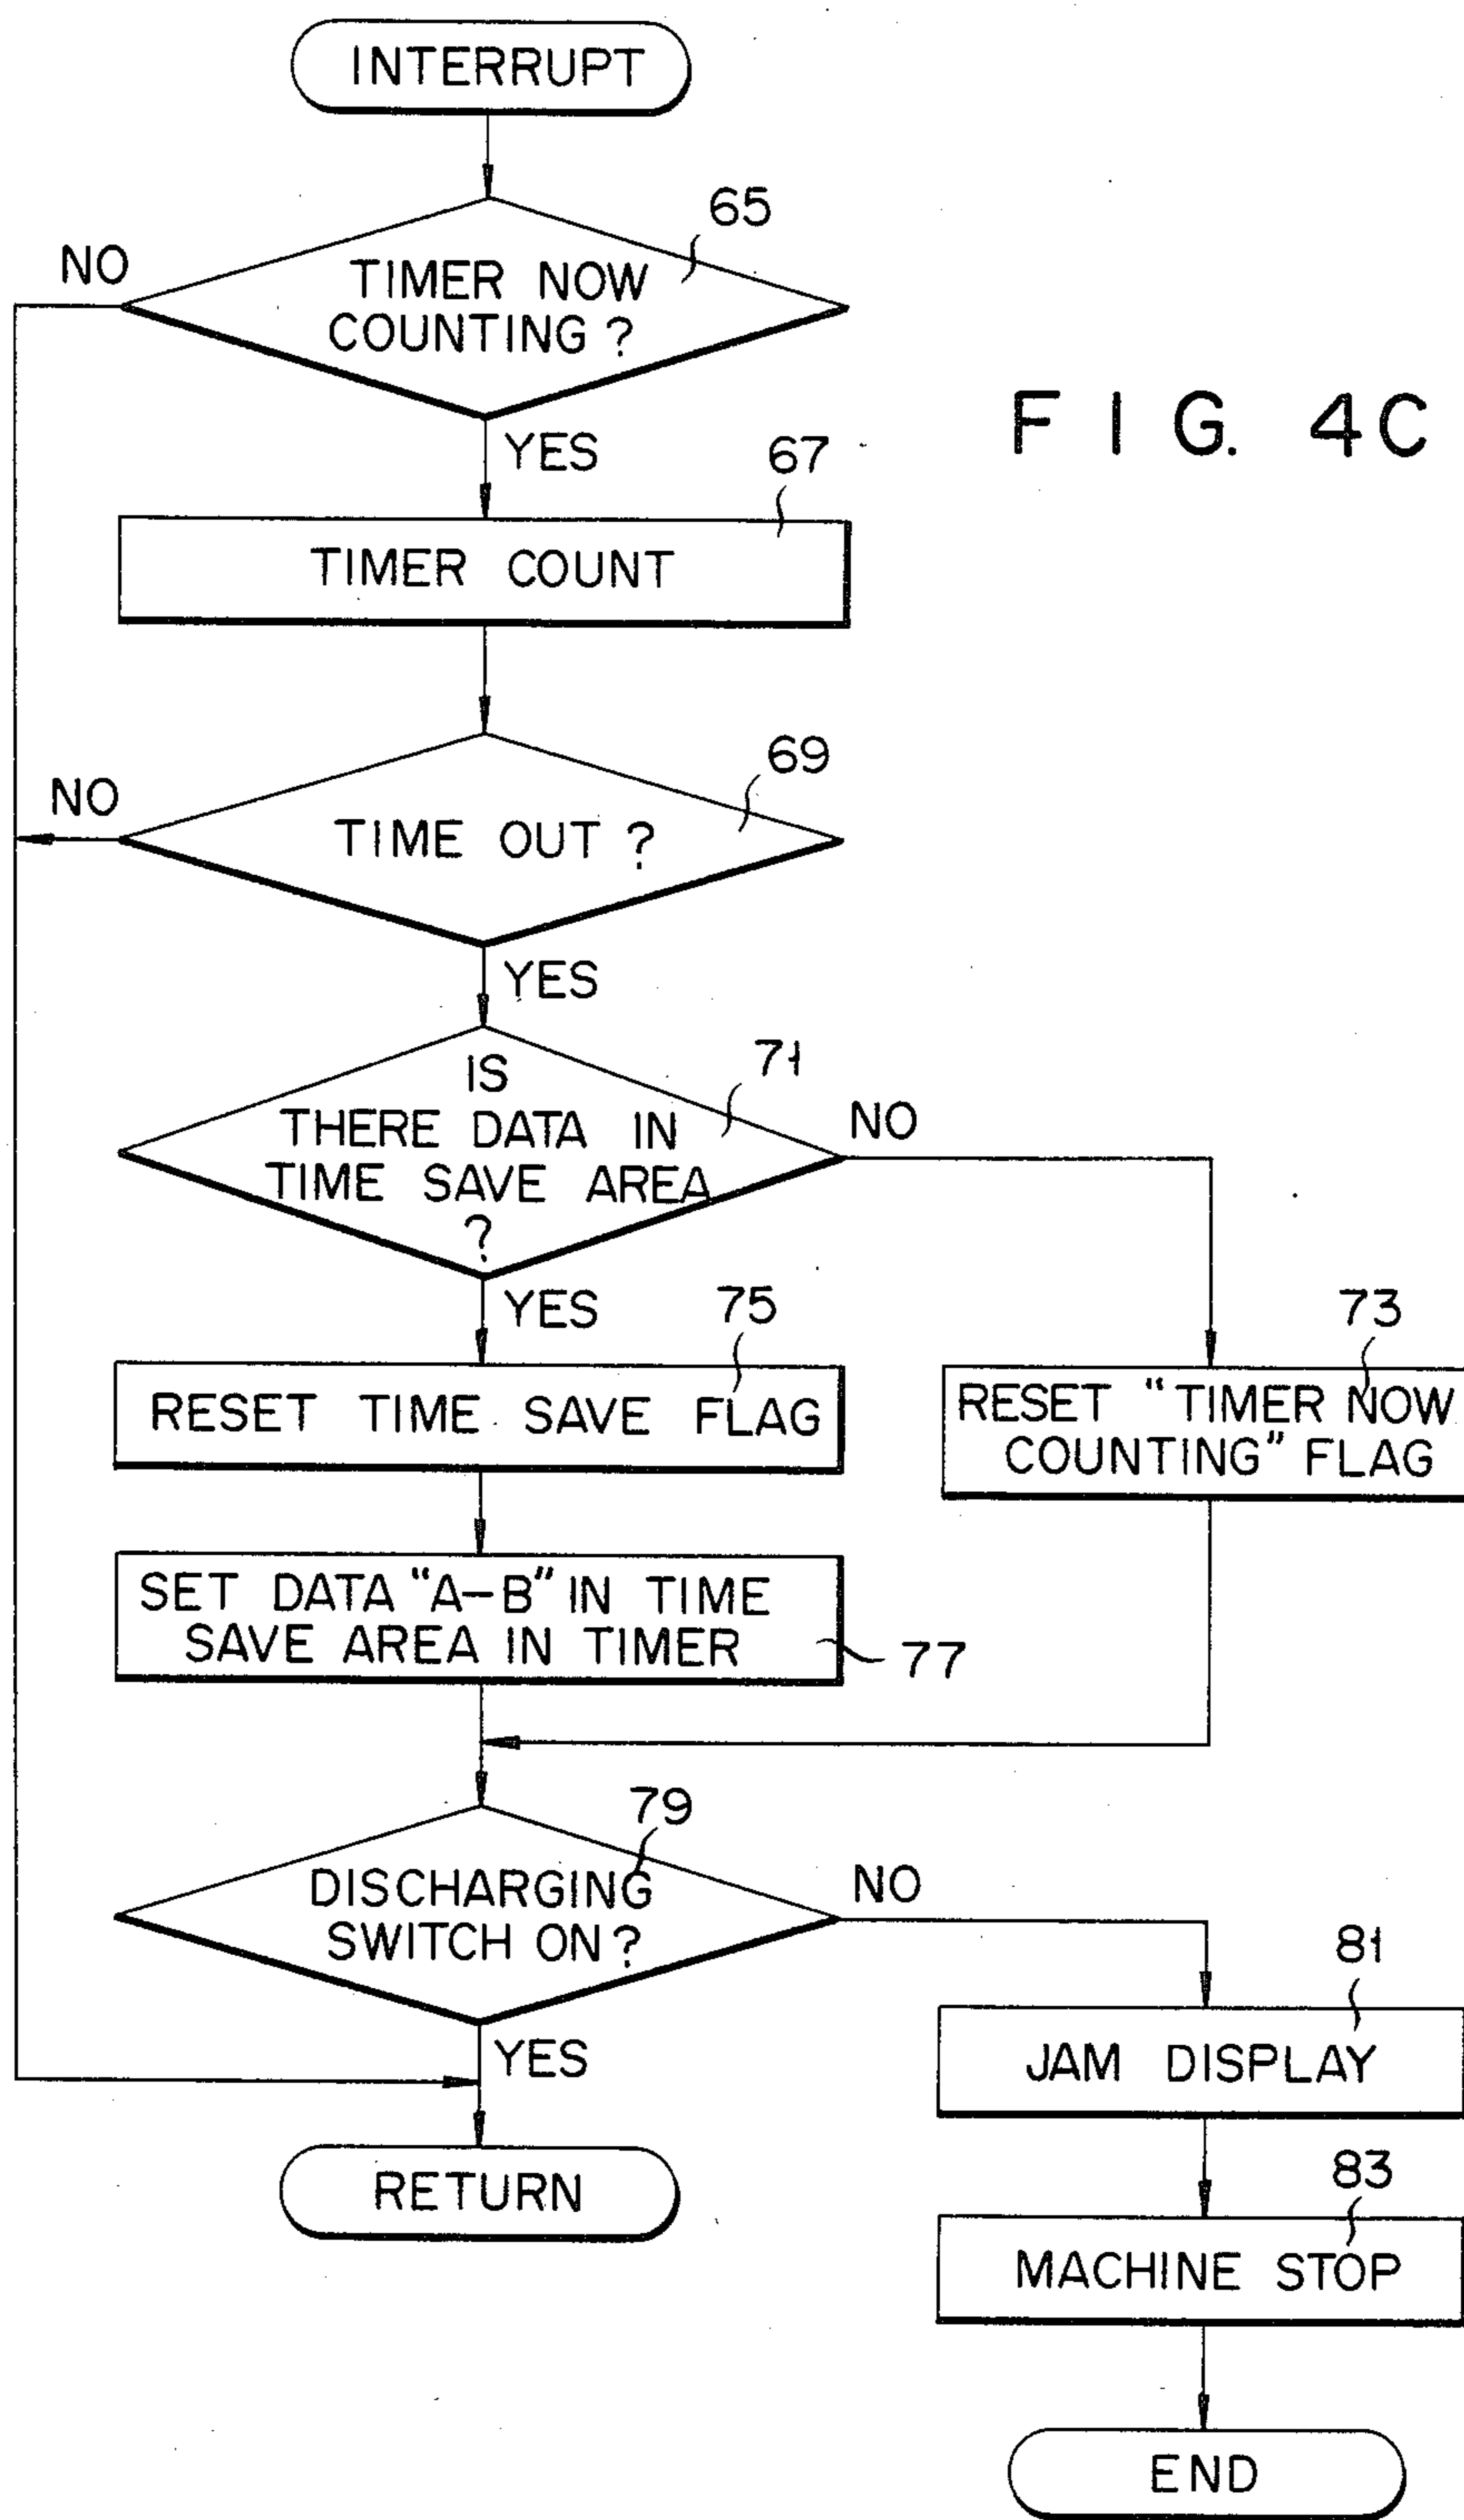 INTERRUPT
65
NO
TIMER NOW
COUNTING?
FIG. 4C
YES
67
TIMER COUNT
69
NO
TIME OUT?
YES
71
IS
THERE DATA IN
TIME SAVE AREA
?
NO
YES
75
73
RESET TIME SAVE FLAG
RESET "TIMER NOW
COUNTING" FLAG
SET DATA "A-B" IN TIME
SAVE AREA IN TIMER
77
79
DISCHARGING
SWITCH ON?
NO
81
YES
JAM DISPLAY
RETURN
83
MACHINE STOP
END